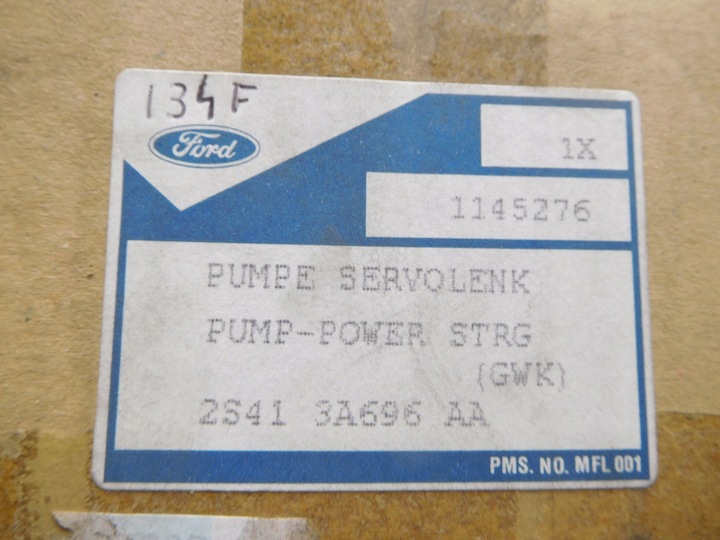 134F
Ford
1X
1145276
PUMPE SERVOLENK
PUMP-POWER STRG
(GWK)
2S41 3A696 AA
PMS. NO. MFL 001